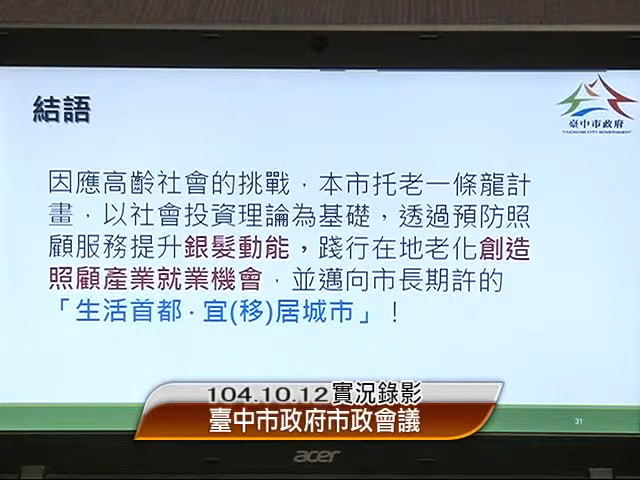 結語
臺中市政府
TAICHUNG CITY GOVERNMENT
因應高齡社會的挑戰，本市托老一條龍計
畫，以社會投資理論為基礎，透過預防照
顧服務提升銀髮動能，踐行在地老化創造
照顧產業就業機會，並邁向市長期許的
「生活首都．宜(移)居城市」！
31
104.10.12實況錄影
臺中市政府市政會議
acer